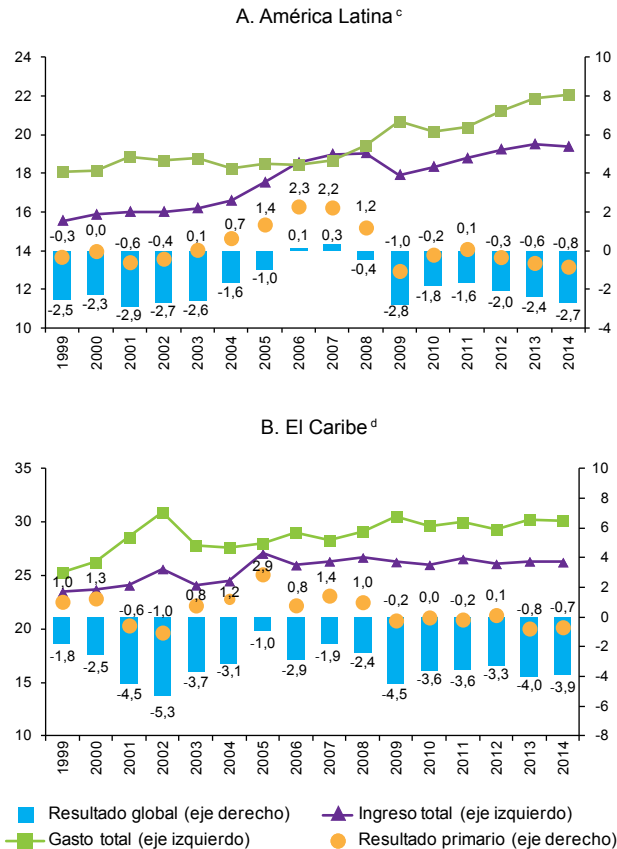 A. América Latina c
24 10
22 8
20 6
18 4
16 2
14 0
12 -2
10 -4
-0,3 0,0 -0,6 -0,4 0,1 0,7 1,4 2,3 2,2 1,2 -1,0 -0,2 0,1 -0,3 -0,6 -0,8
-2,5 -2,3 -2,9 -2,7 -2,6 -1,6 -1,0 0,1 0,3 -0,4 -2,8 -1,8 -1,6 -2,0 -2,4 -2,7
1999 2000 2001 2002 2003 2004 2005 2006 2007 2008 2009 2010 2011 2012 2013 2014
B. El Caribe d
35 10
30 8
25 6
20 4
15 2
10 0
-2
-4
-6
-8
1,0 1,3 -0,6 -1,0 0,8 1,2 2,9 0,8 1,4 1,0 -0,2 0,0 -0,2 0,1 -0,8 -0,7
-1,8 -2,5 -4,5 -5,3 -3,7 -3,1 -1,0 -2,9 -1,9 -2,4 -4,5 -3,6 -3,6 -3,3 -4,0 -3,9
1999 2000 2001 2002 2003 2004 2005 2006 2007 2008 2009 2010 2011 2012 2013 2014
Resultado global (eje derecho) Ingreso total (eje izquierdo)
Gasto total (eje izquierdo) Resultado primario (eje derecho)